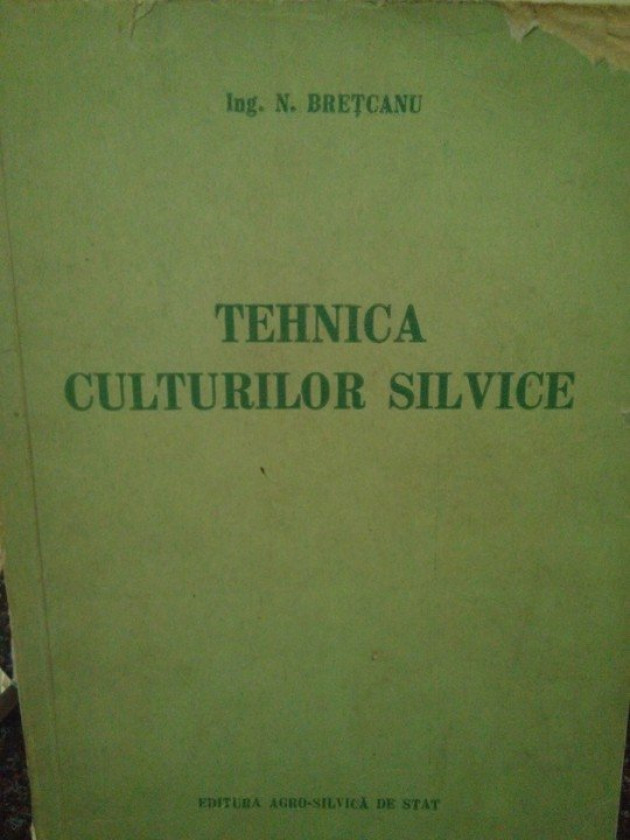 Ing. N. BREȚCANU
TEHNICA
CULTURILOR SILVICE
EDITURA AGRO-SILVICĂ DE STAT